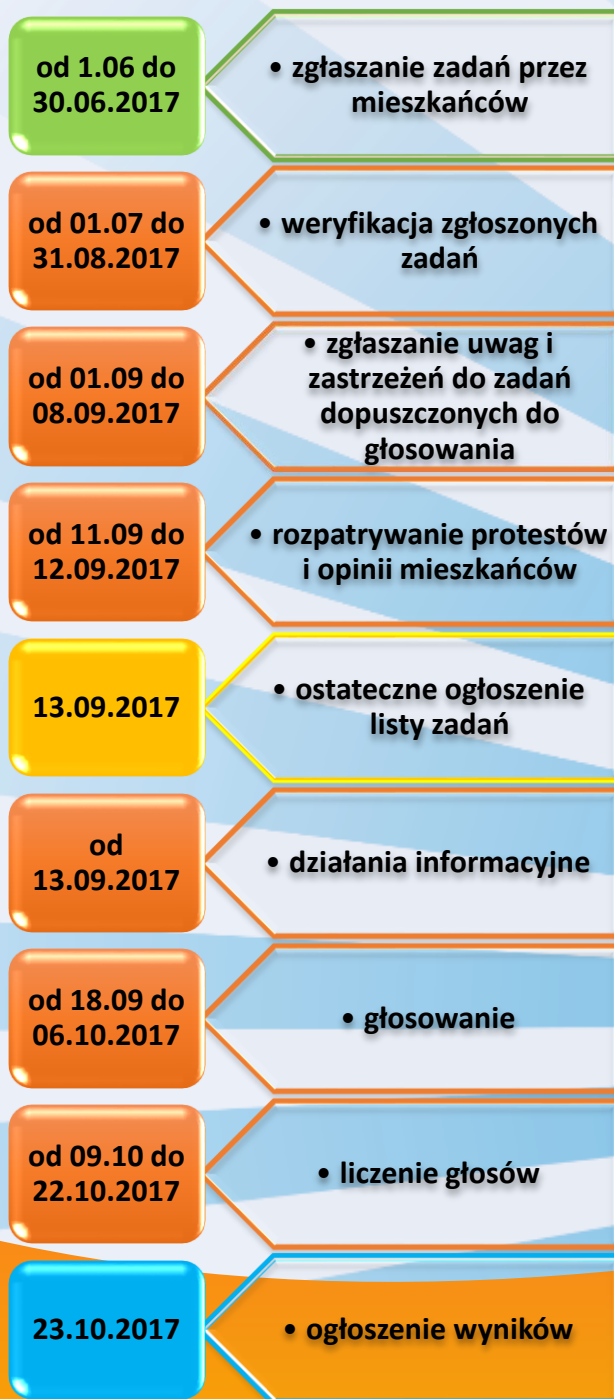 od 1.06 do
30.06.2017
• zgłaszanie zadań przez
mieszkańców
od 01.07 do
31.08.2017
• weryfikacja zgłoszonych
zadań
od 01.09 do
08.09.2017
• zgłaszanie uwag i
zastrzeżeń do zadań
dopuszczonych do
głosowania
od 11.09 do
12.09.2017
• rozpatrywanie protestów
i opinii mieszkańców
13.09.2017
• ostateczne ogłoszenie
listy zadań
od
13.09.2017
• działania informacyjne
od 18.09 do
06.10.2017
• głosowanie
od 09.10 do
22.10.2017
• liczenie głosów
23.10.2017
• ogłoszenie wyników